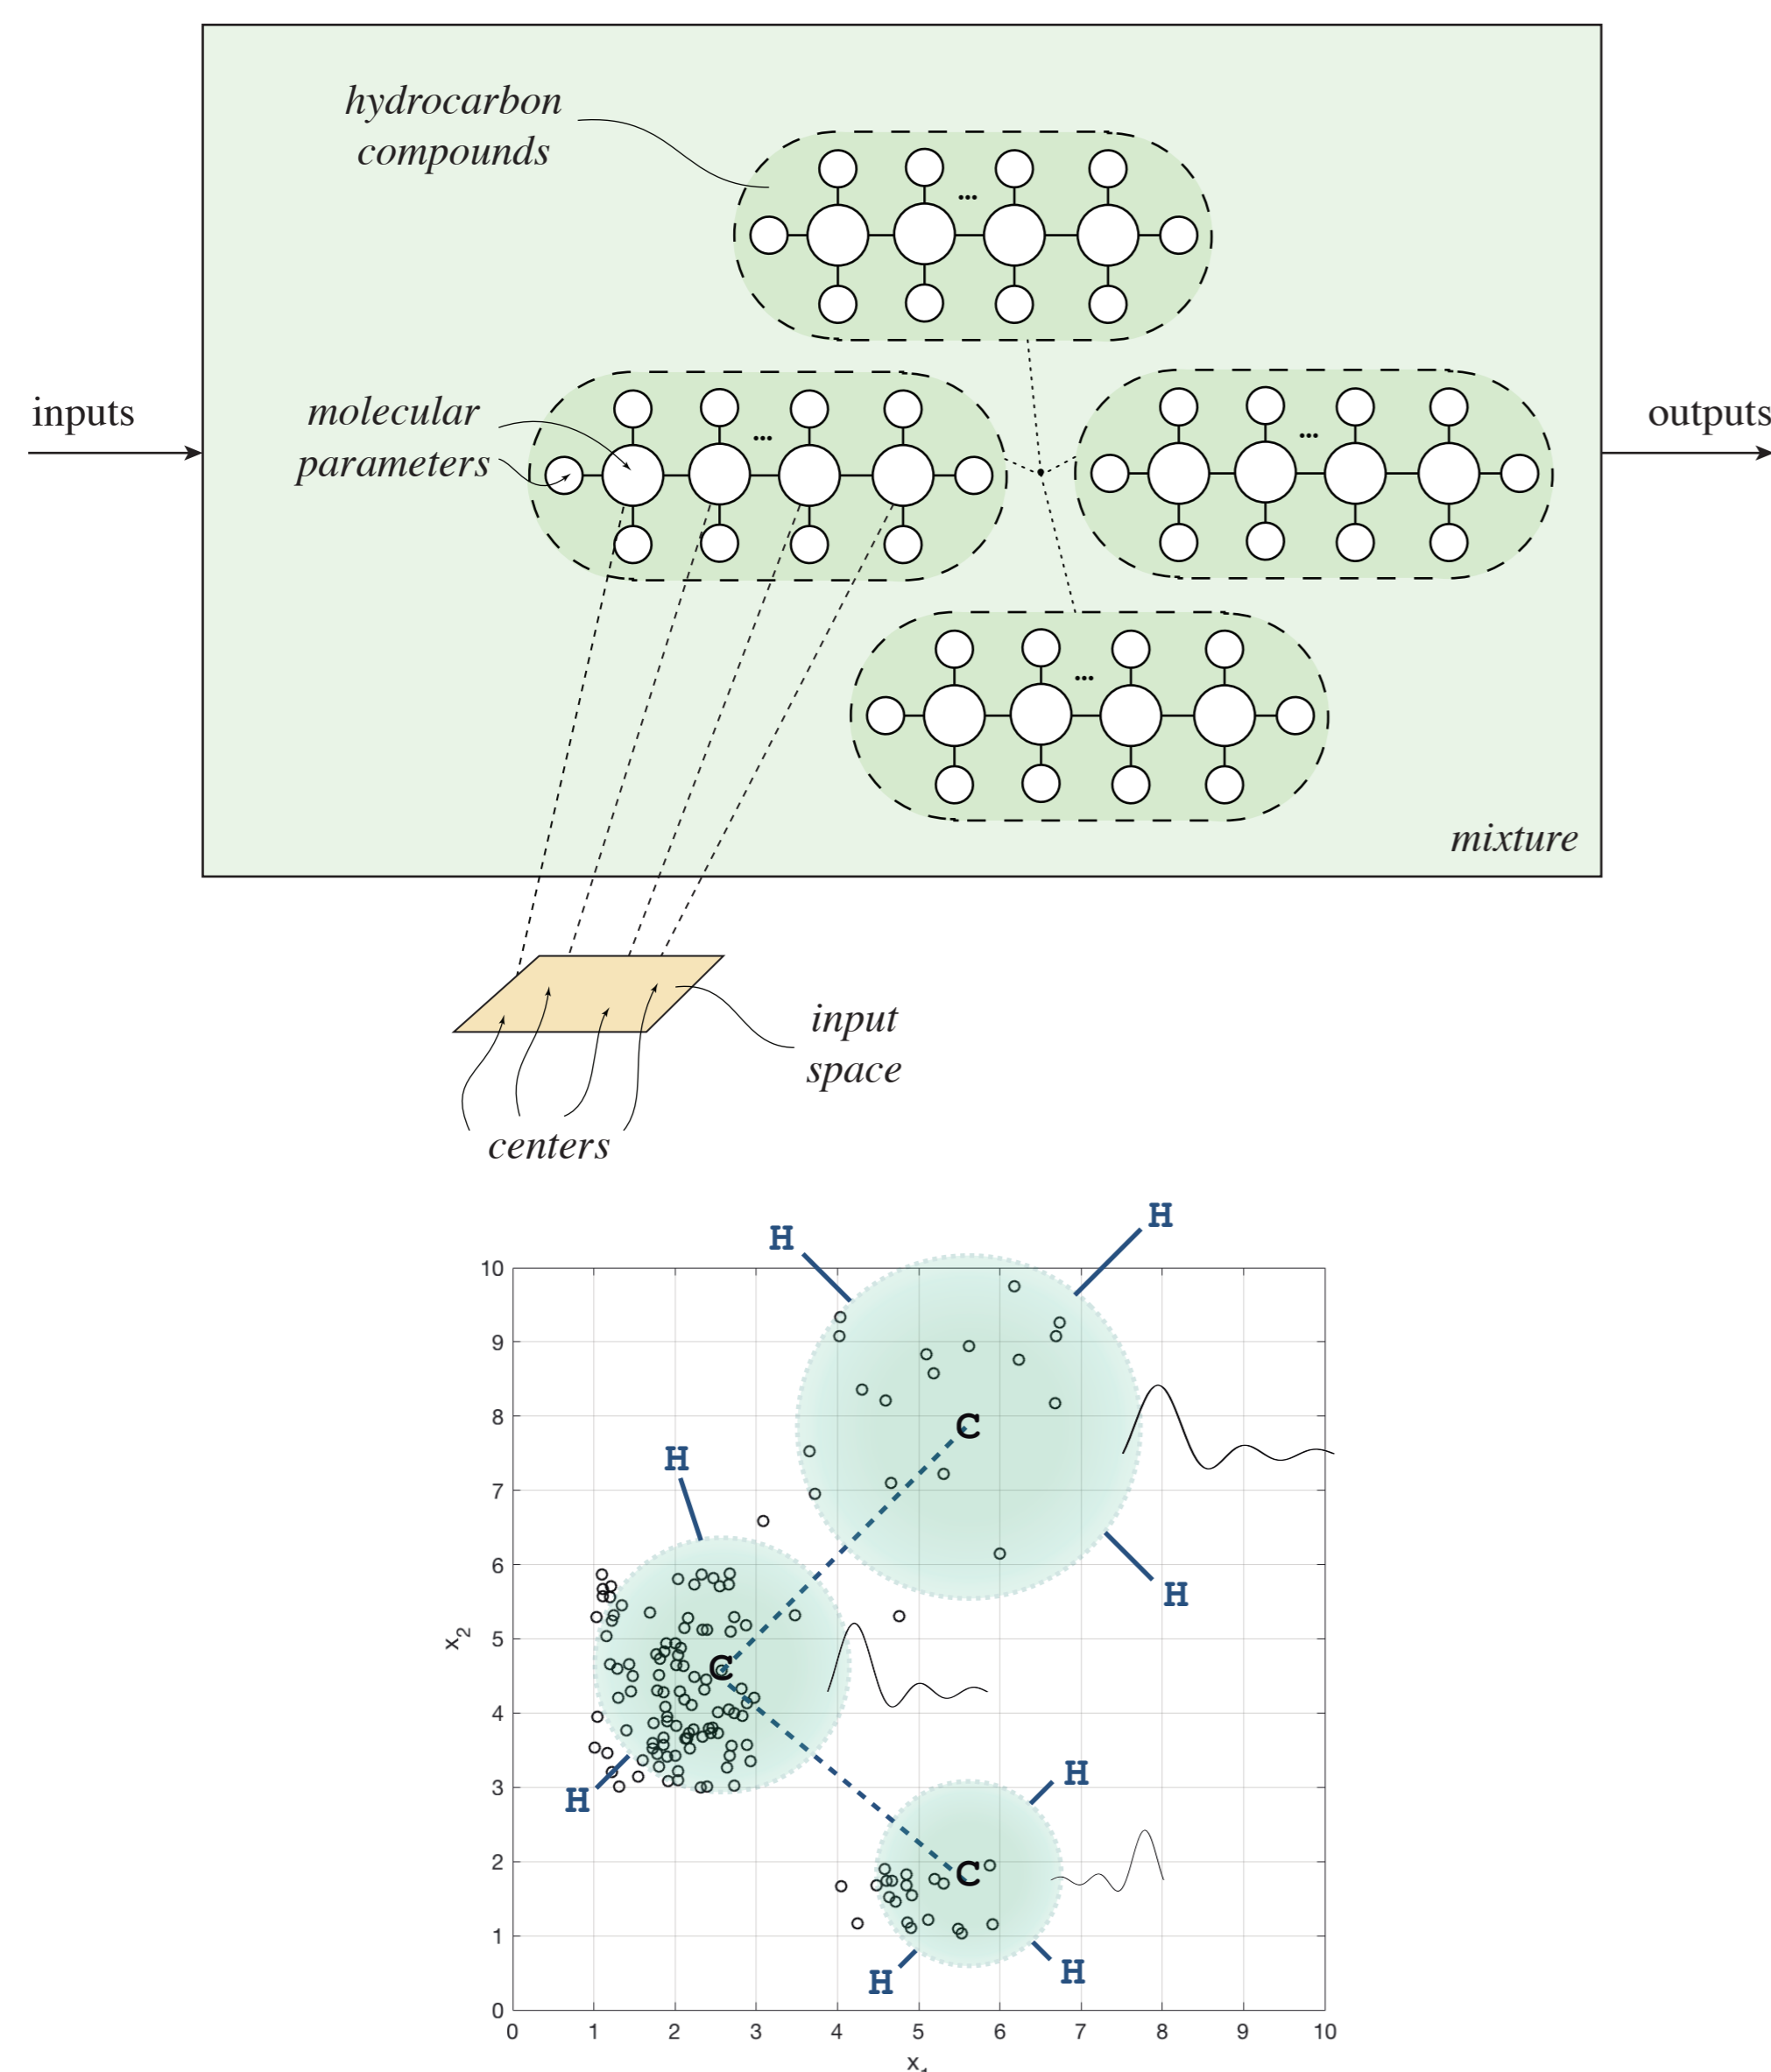 hydrocarbon
compounds
...
inputs
molecular
parameters
...
...
outputs
...
mixture
input
space
centers
H
H
10
9
8
C
H
7
6
H
x2
5
C
4
3
H
H
2
C
1
H
H
0
0 1 2 3 4 5 6 7 8 9 10
x1